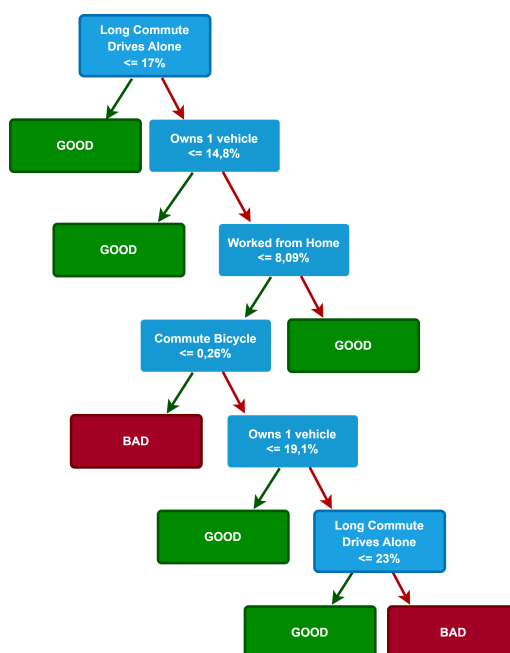 Long Commute
Drives Alone
<= 17%
GOOD
Owns 1 vehicle
<= 14,8%
GOOD
Worked from Home
<= 8,09%
Commute Bicycle
<= 0,26%
GOOD
BAD
Owns 1 vehicle
<= 19,1%
GOOD
Long Commute
Drives Alone
<= 23%
GOOD
BAD